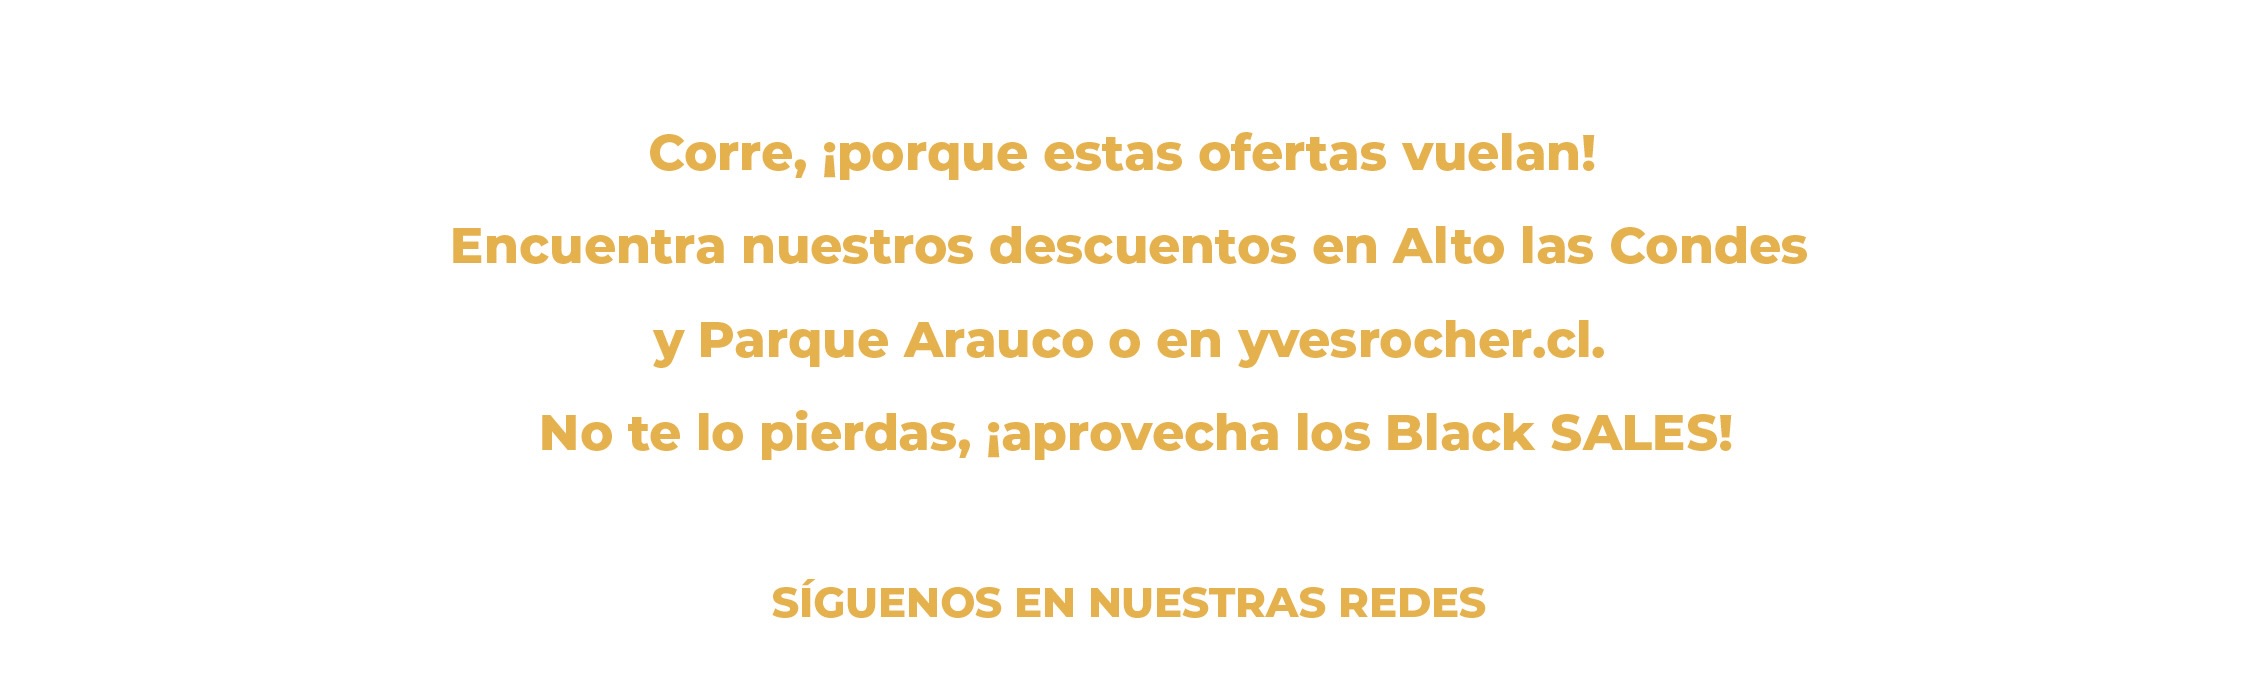 Corre, ¡porque estas ofertas vuelan!
Encuentra nuestros descuentos en Alto las Condes
y Parque Arauco o en yvesrocher.cl.
No te lo pierdas, ¡aprovecha los Black SALES!
SÍGUENOS EN NUESTRAS REDES